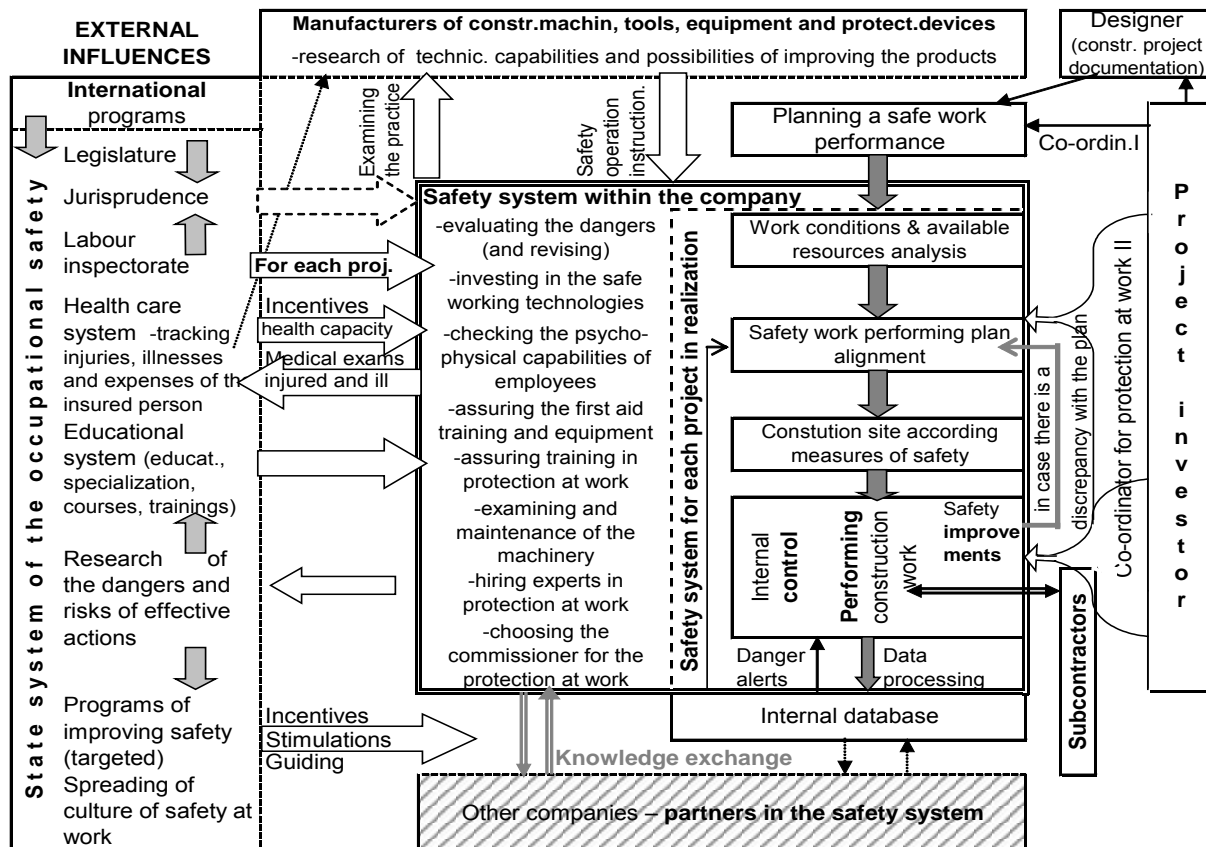 EXTERNAL
INFLUENCES
Manufacturers of constr.machin, tools, equipment and protect.devices
-research of technic. capabilities and possibilities of improving the products
Designer
(constr. project
documentation)
State system of the occupational safety
International
programs
Legislature
Jurisprudence
Labour
inspectorate
Health care
system -tracking
injuries, illnesses
and expenses of th
insured person
Educational
system (educat.,
specialization,
courses, trainings)
Research of
the dangers and
risks of effective
actions
Programs of
improving safety
(targeted)
Spreading of
culture of safety at
work
Examining
the practice
Safety
operation
instruction.
For each proj.
Incentives
health capacity
Medical exams
injured and ill
Incentives
Stimulations
Guiding
Safety system within the company
-evaluating the dangers
(and revising)
-investing in the safe
working technologies
-checking the psycho-
physical capabilities of
employees
-assuring the first aid
training and equipment
-assuring training in
protection at work
-examining and
maintenance of the
machinery
-hiring experts in
protection at work
-choosing the
commissioner for the
protection at work
Safety system for each project in realization
Planning a safe work
performance
Co-ordin.I
Work conditions & available
resources analysis
Safety work performing plan
alignment
Constution site according
measures of safety
Internal
control
Performing
construction
work
Safety
improve
ments
in case there is a
discrepancy with the plan
Co-ordinator for protection at work II
Project investor
Subcontractors
Danger
alerts
Data
processing
Internal database
Knowledge exchange
Other companies – partners in the safety system